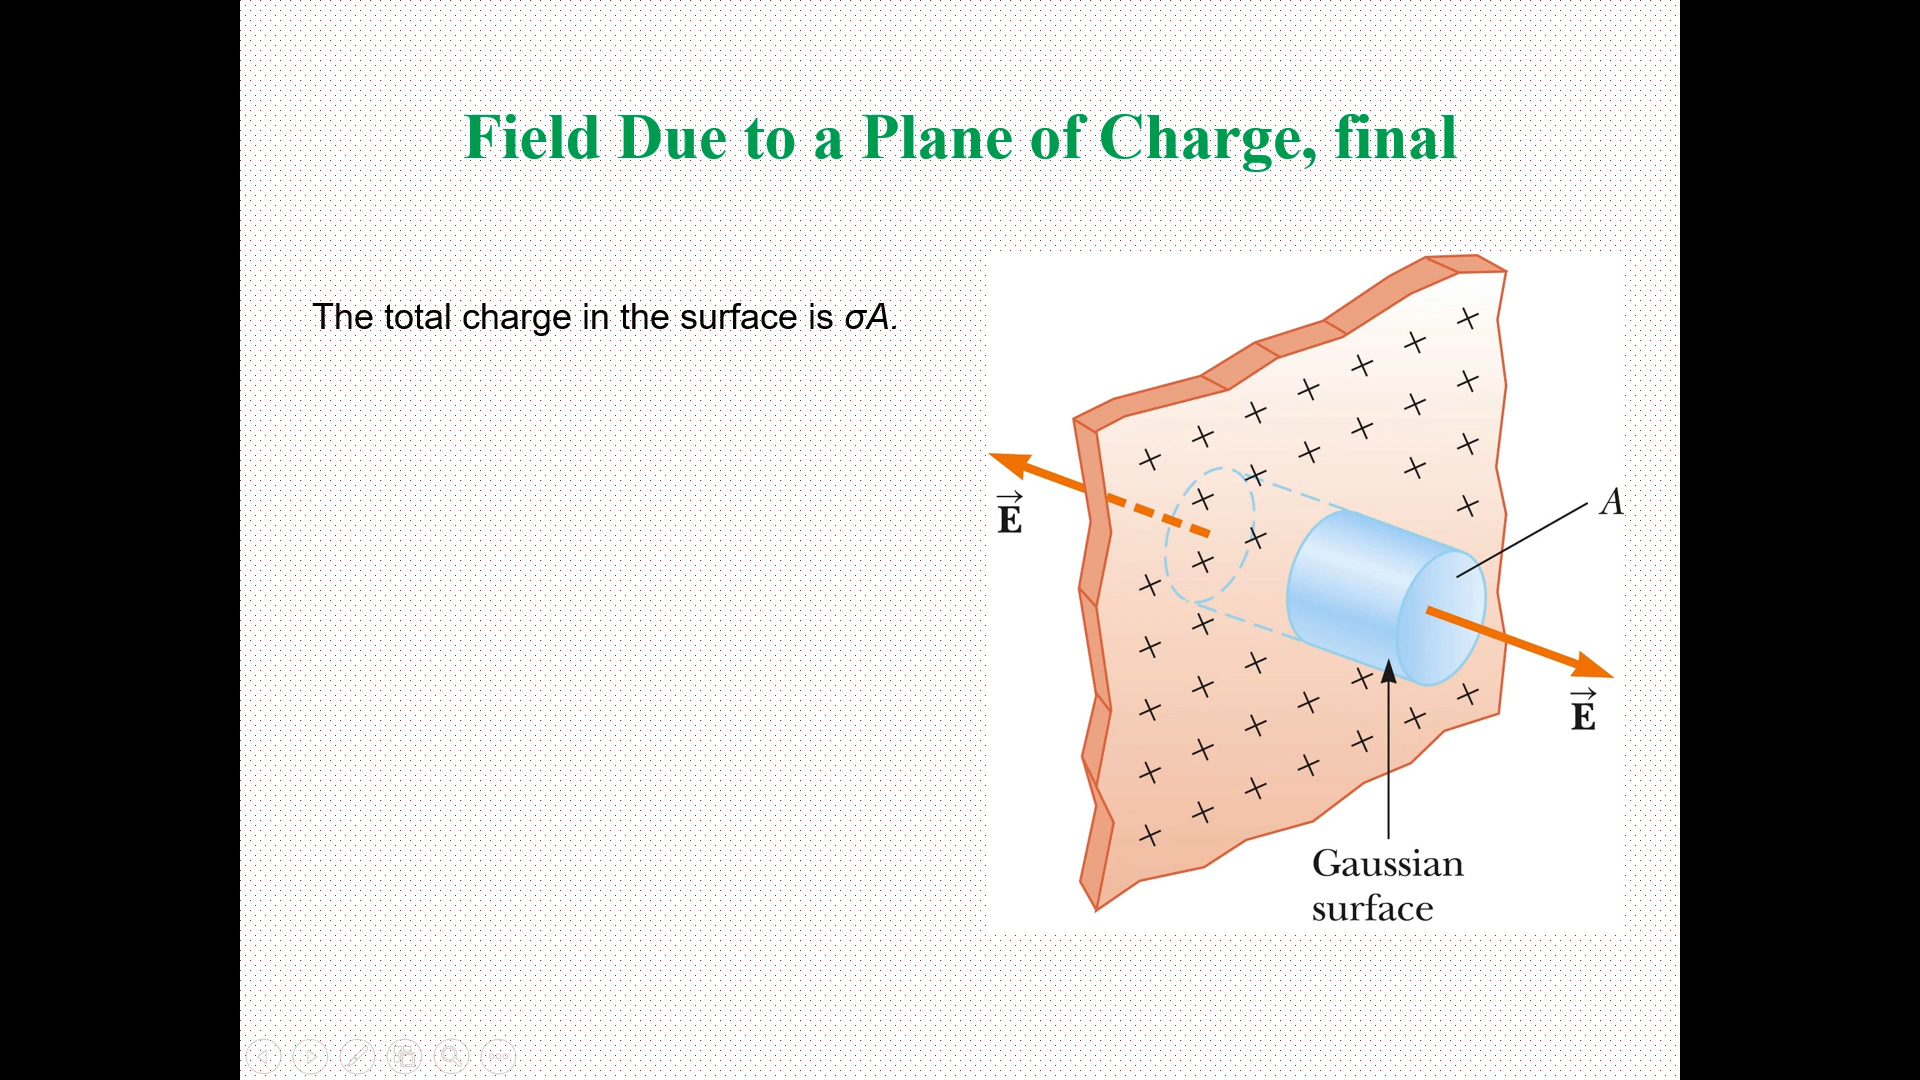 Field Due to a Plane of Charge, final
The total charge in the surface is σA.
A
E
E
Gaussian
surface